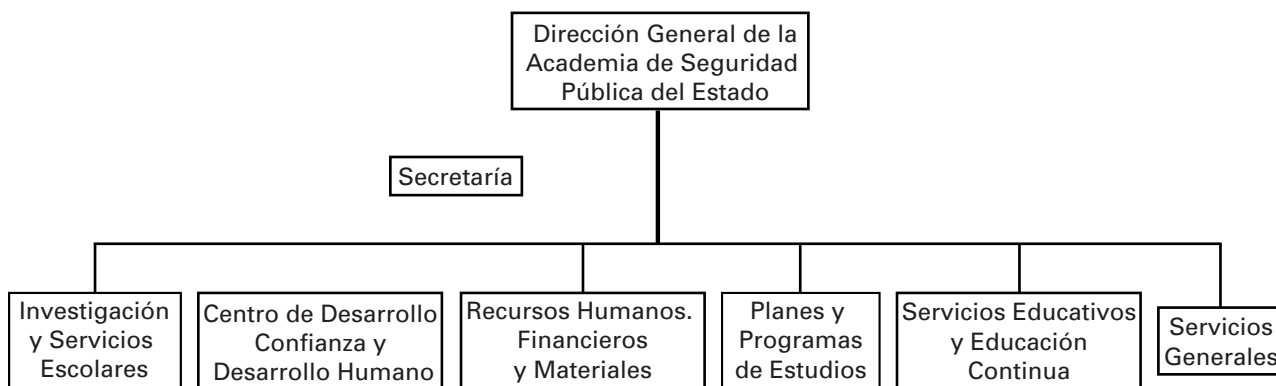 Dirección General de la
Academia de Seguridad
Pública del Estado
Secretaría
Investigación
y Servicios
Escolares
Centro de Desarrollo
Confianza y
Desarrollo Humano
Recursos Humanos.
Financieros
y Materiales
Planes y
Programas
de Estudios
Servicios Educativos
y Educación
Continua
Servicios
Generales